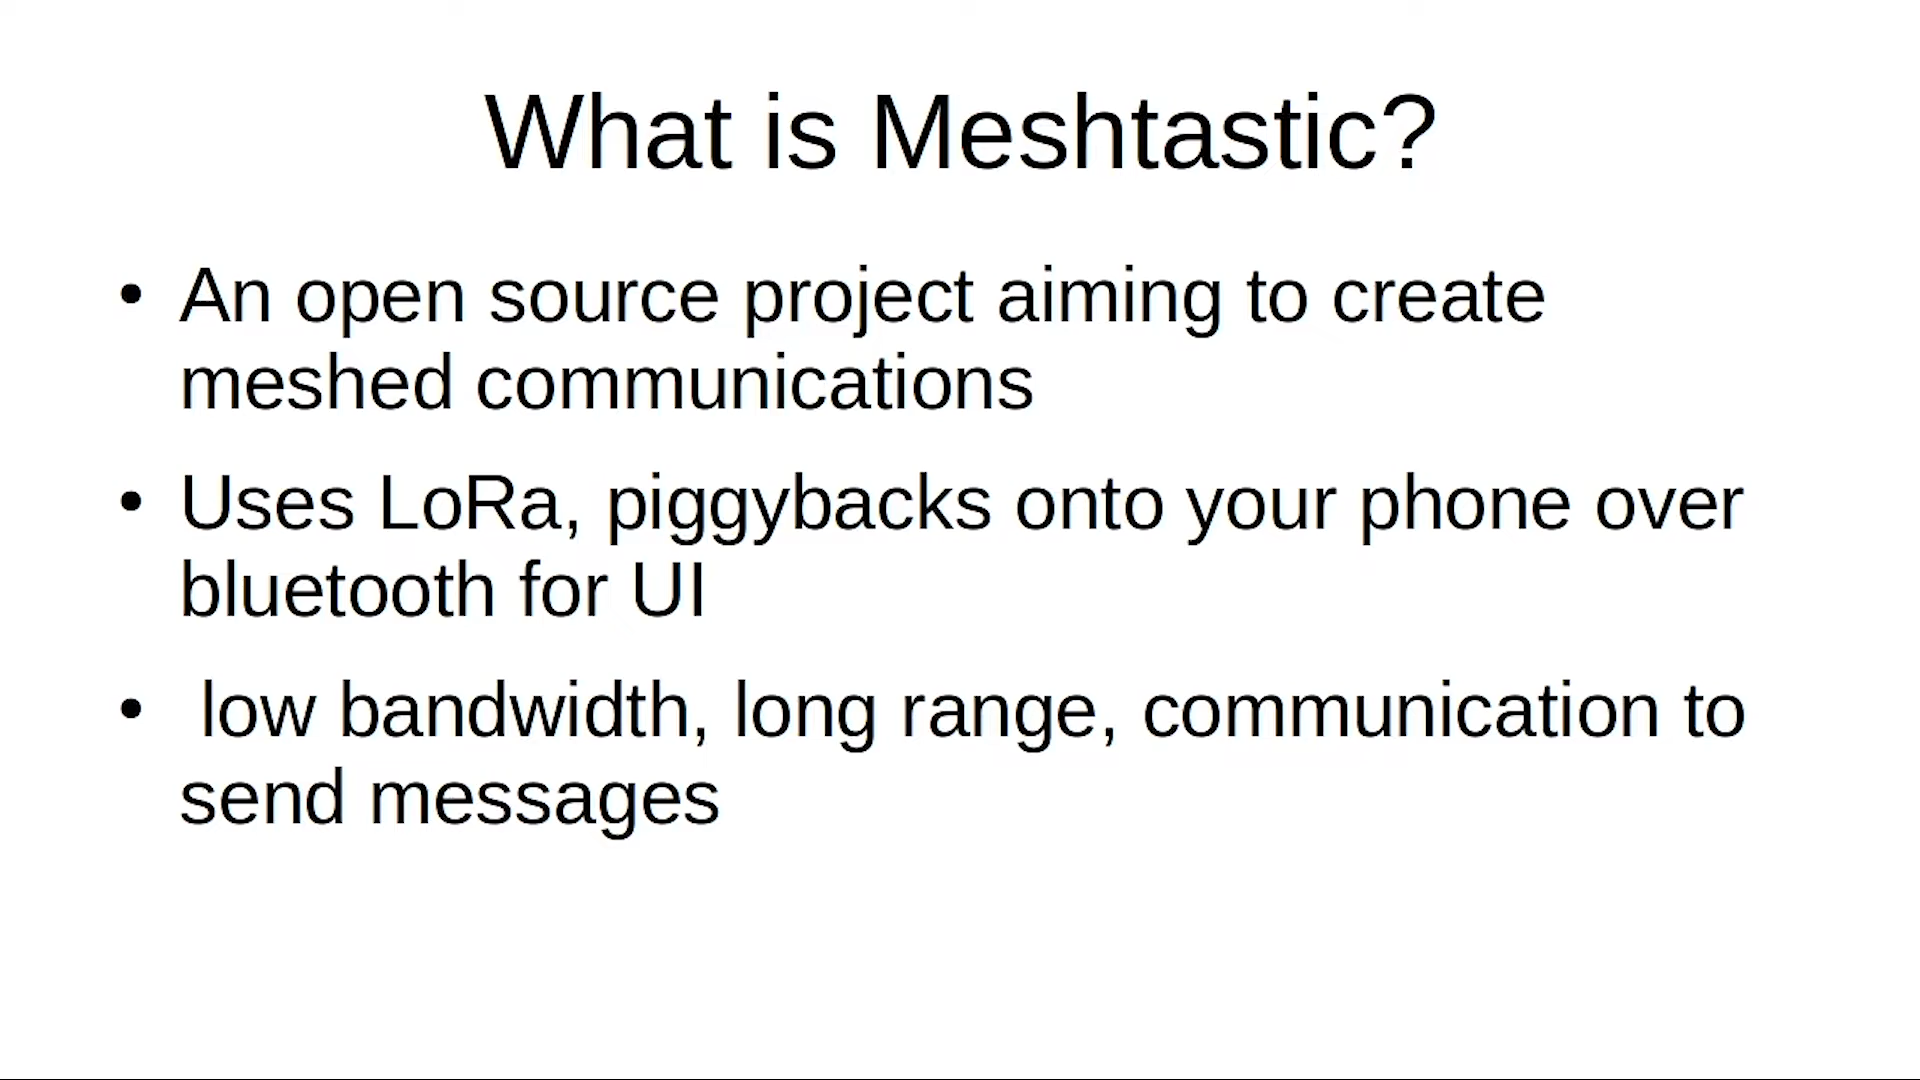 What is Meshtastic?
• An open source project aiming to create
meshed communications
• Uses LoRa, piggybacks onto your phone over
bluetooth for UI
• low bandwidth, long range, communication to
send messages